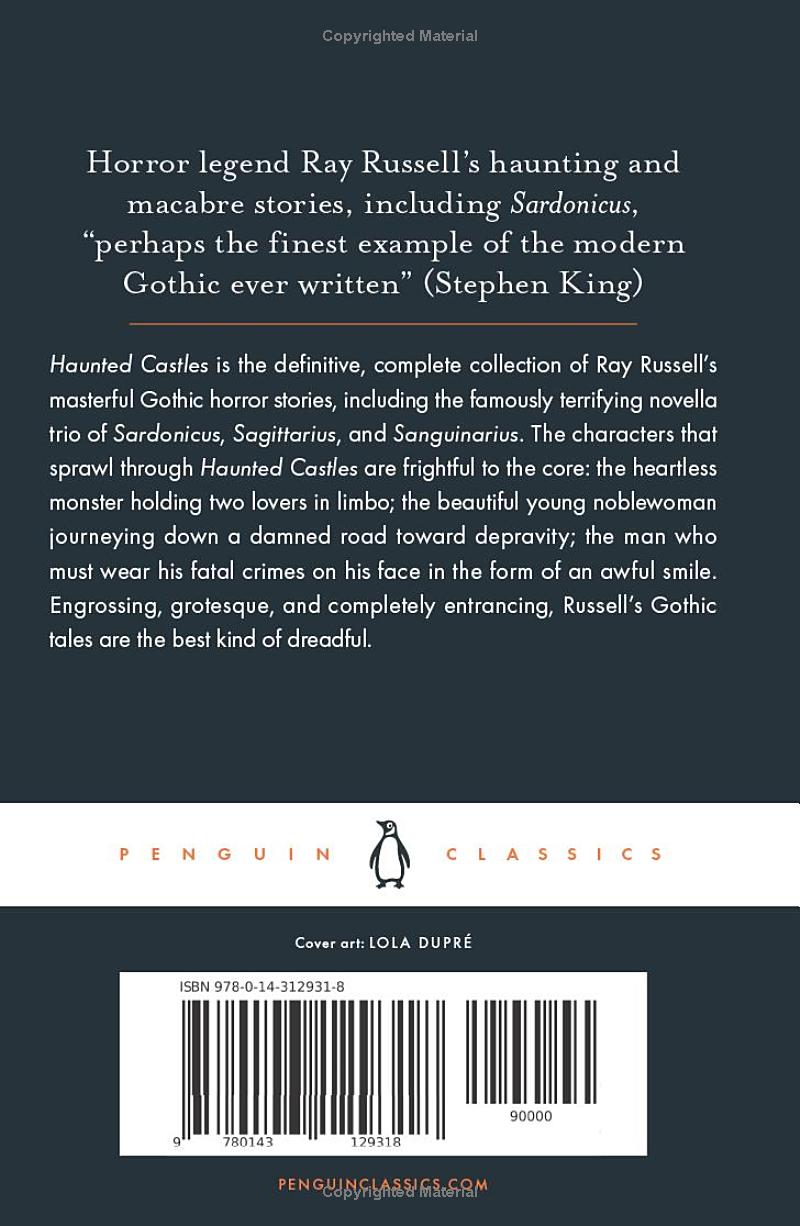 Copyrighted Material
Horror legend Ray Russell’s haunting and
macabre stories, including Sardonicus,
“perhaps the finest example of the modern
Gothic ever written” (Stephen King)
Haunted Castles is the definitive, complete collection of Ray Russell’s
masterful Gothic horror stories, including the famously terrifying novella
trio of Sardonicus, Sagittarius, and Sanguinarius. The characters that
sprawl through Haunted Castles are frightful to the core: the heartless
monster holding two lovers in limbo; the beautiful young noblewoman
journeying down a damned road toward depravity; the man who
must wear his fatal crimes on his face in the form of an awful smile.
Engrossing, grotesque, and completely entrancing, Russell’s Gothic
tales are the best kind of dreadful.
PENGUIN CLASSICS
Cover art: LOLA DUPRÉ
ISBN 978-0-14-312931-8
90000
9 780143 129318
PENGUINCLASSICS.COM
Copyrighted Material